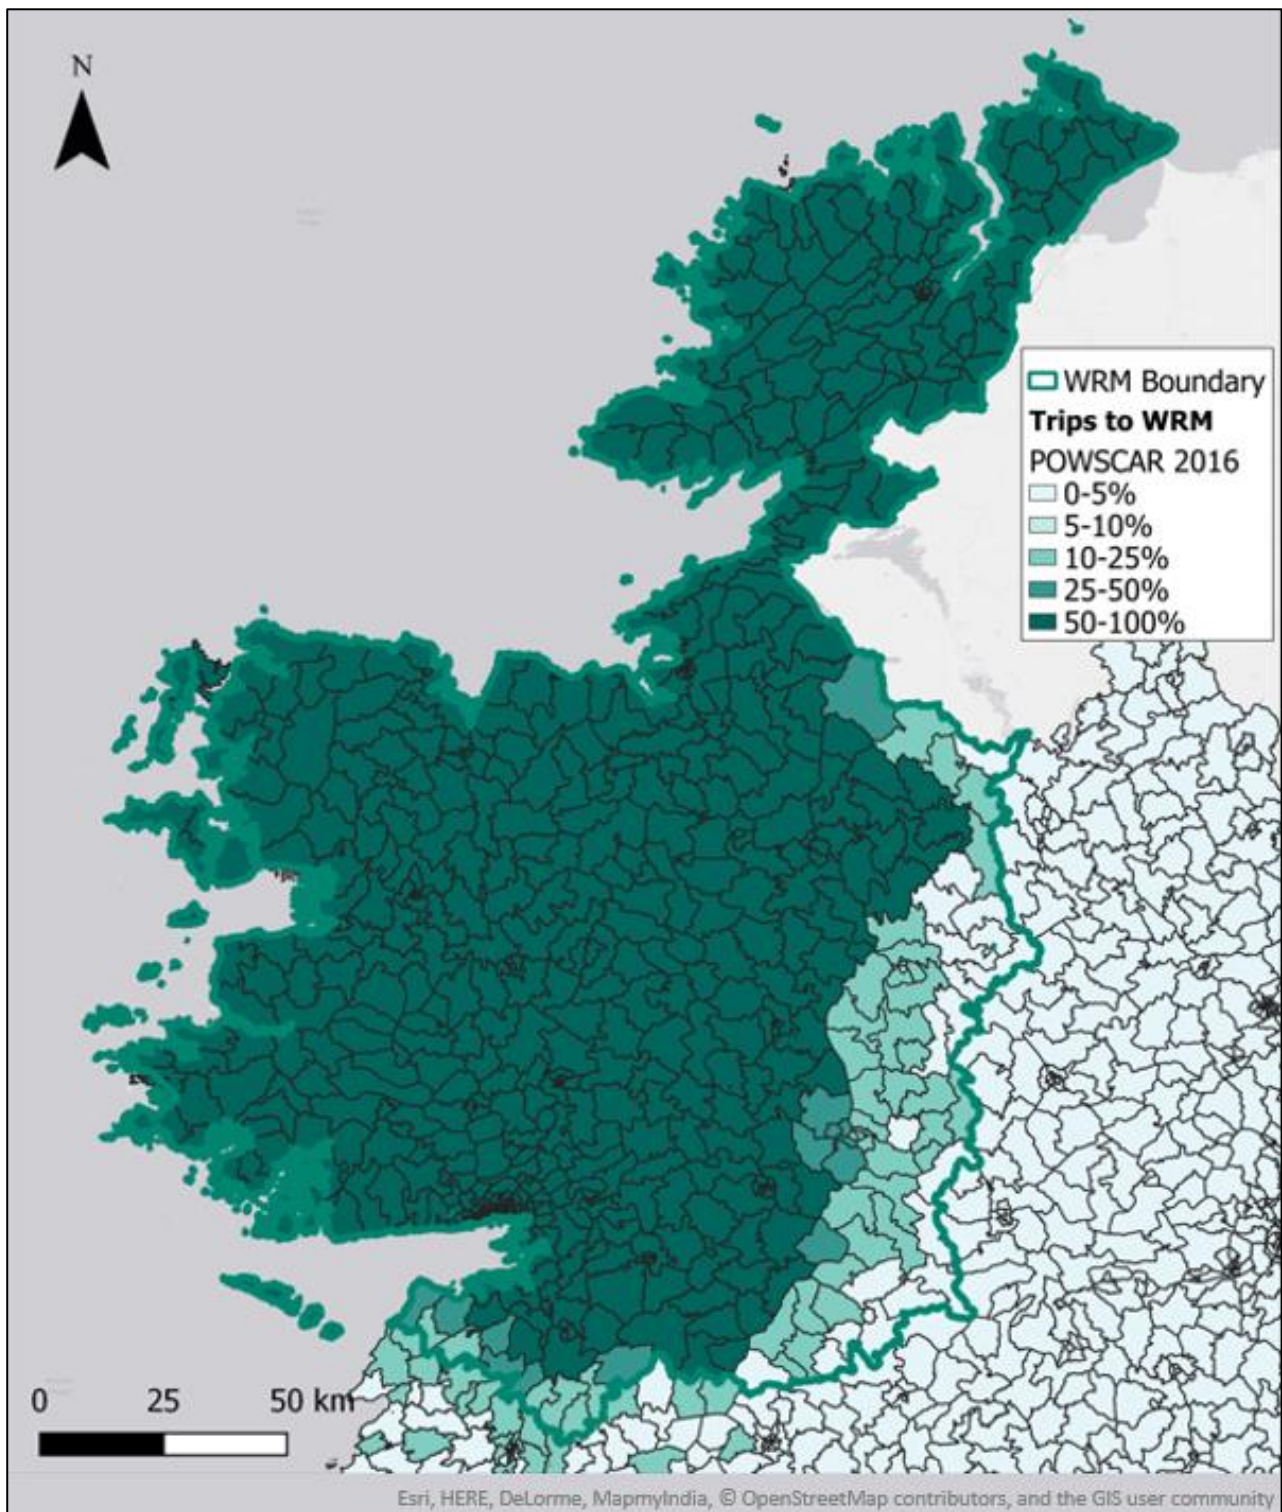 N
WRM Boundary
Trips to WRM
POWSCAR 2016
0-5%
5-10%
10-25%
25-50%
50-100%
0 25 50 km
Esri, HERE, DeLorme, MapmyIndia, © OpenStreetMap contributors, and the GIS user community